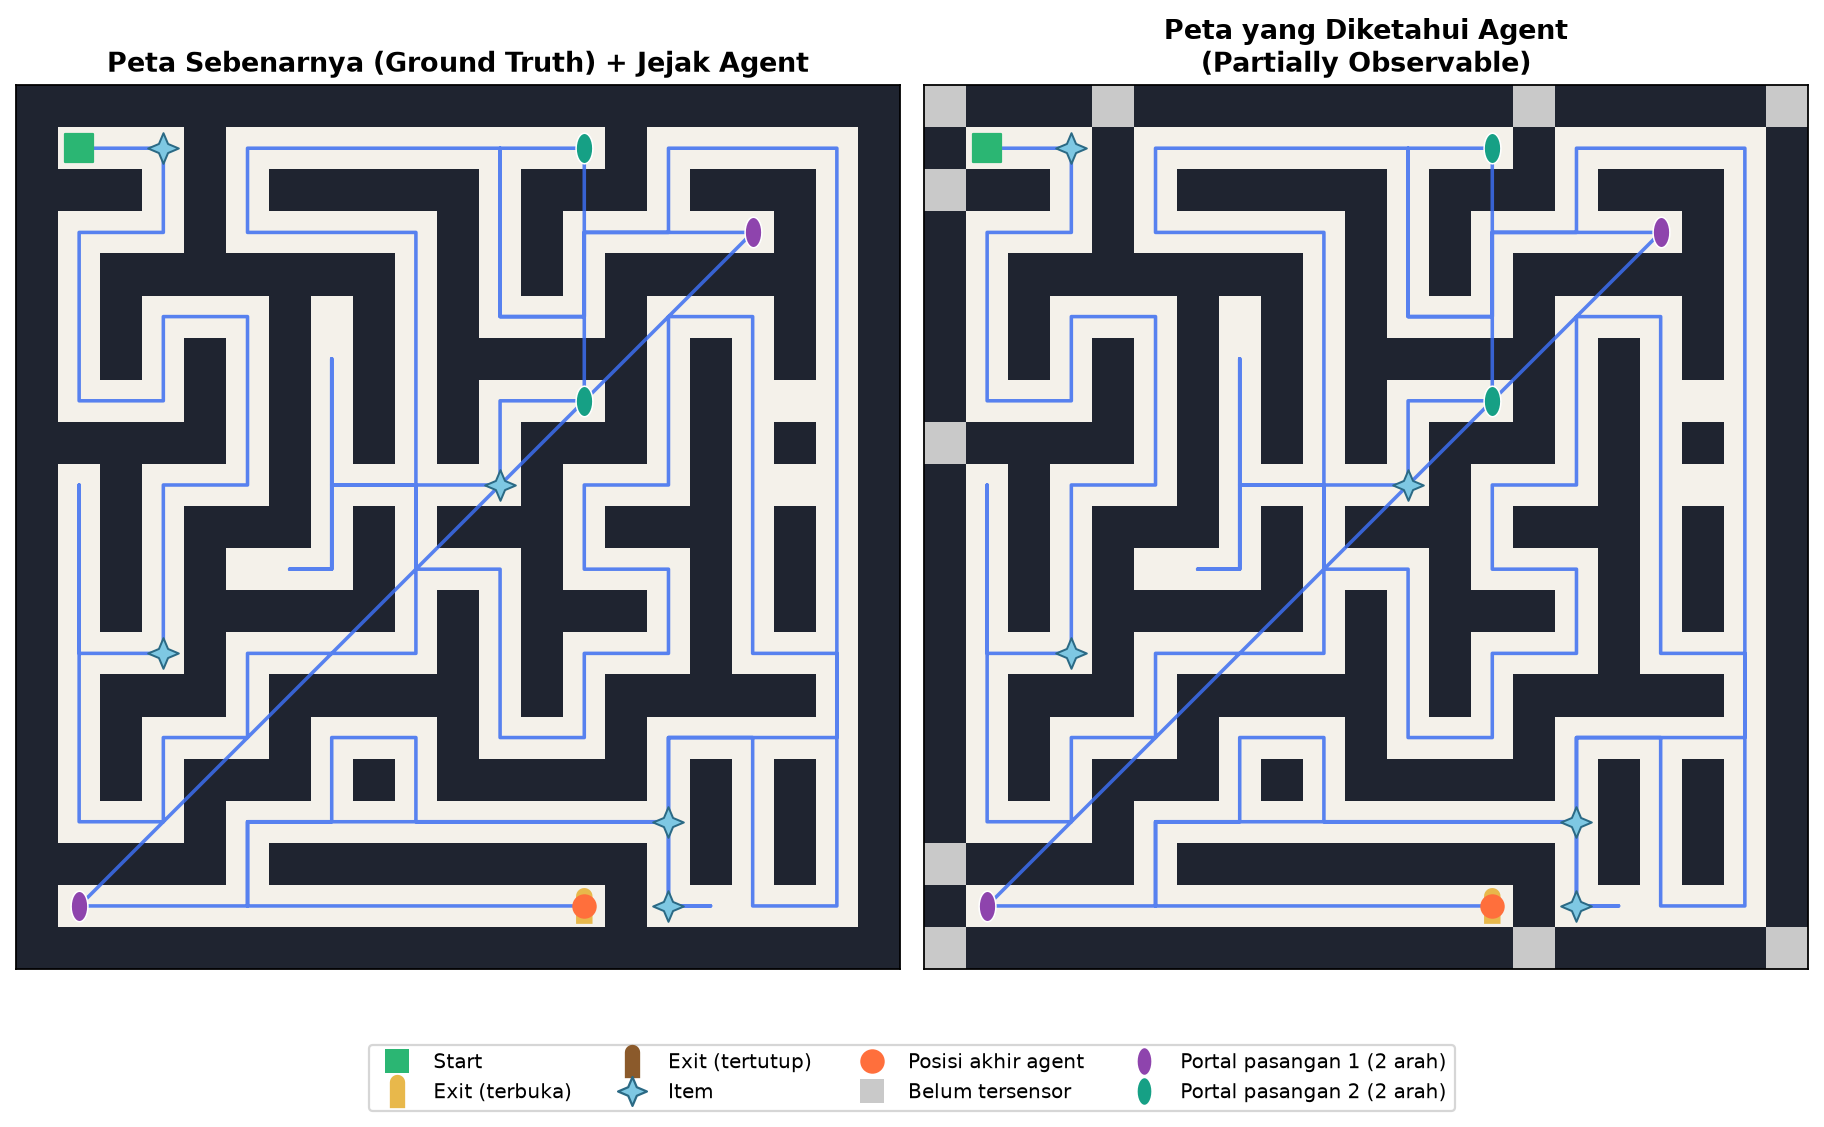 Peta Sebenarnya (Ground Truth) + Jejak Agent
Peta yang Diketahui Agent
(Partially Observable)
Start
Exit (terbuka)
Exit (tertutup)
Item
Posisi akhir agent
Belum tersensor
Portal pasangan 1 (2 arah)
Portal pasangan 2 (2 arah)